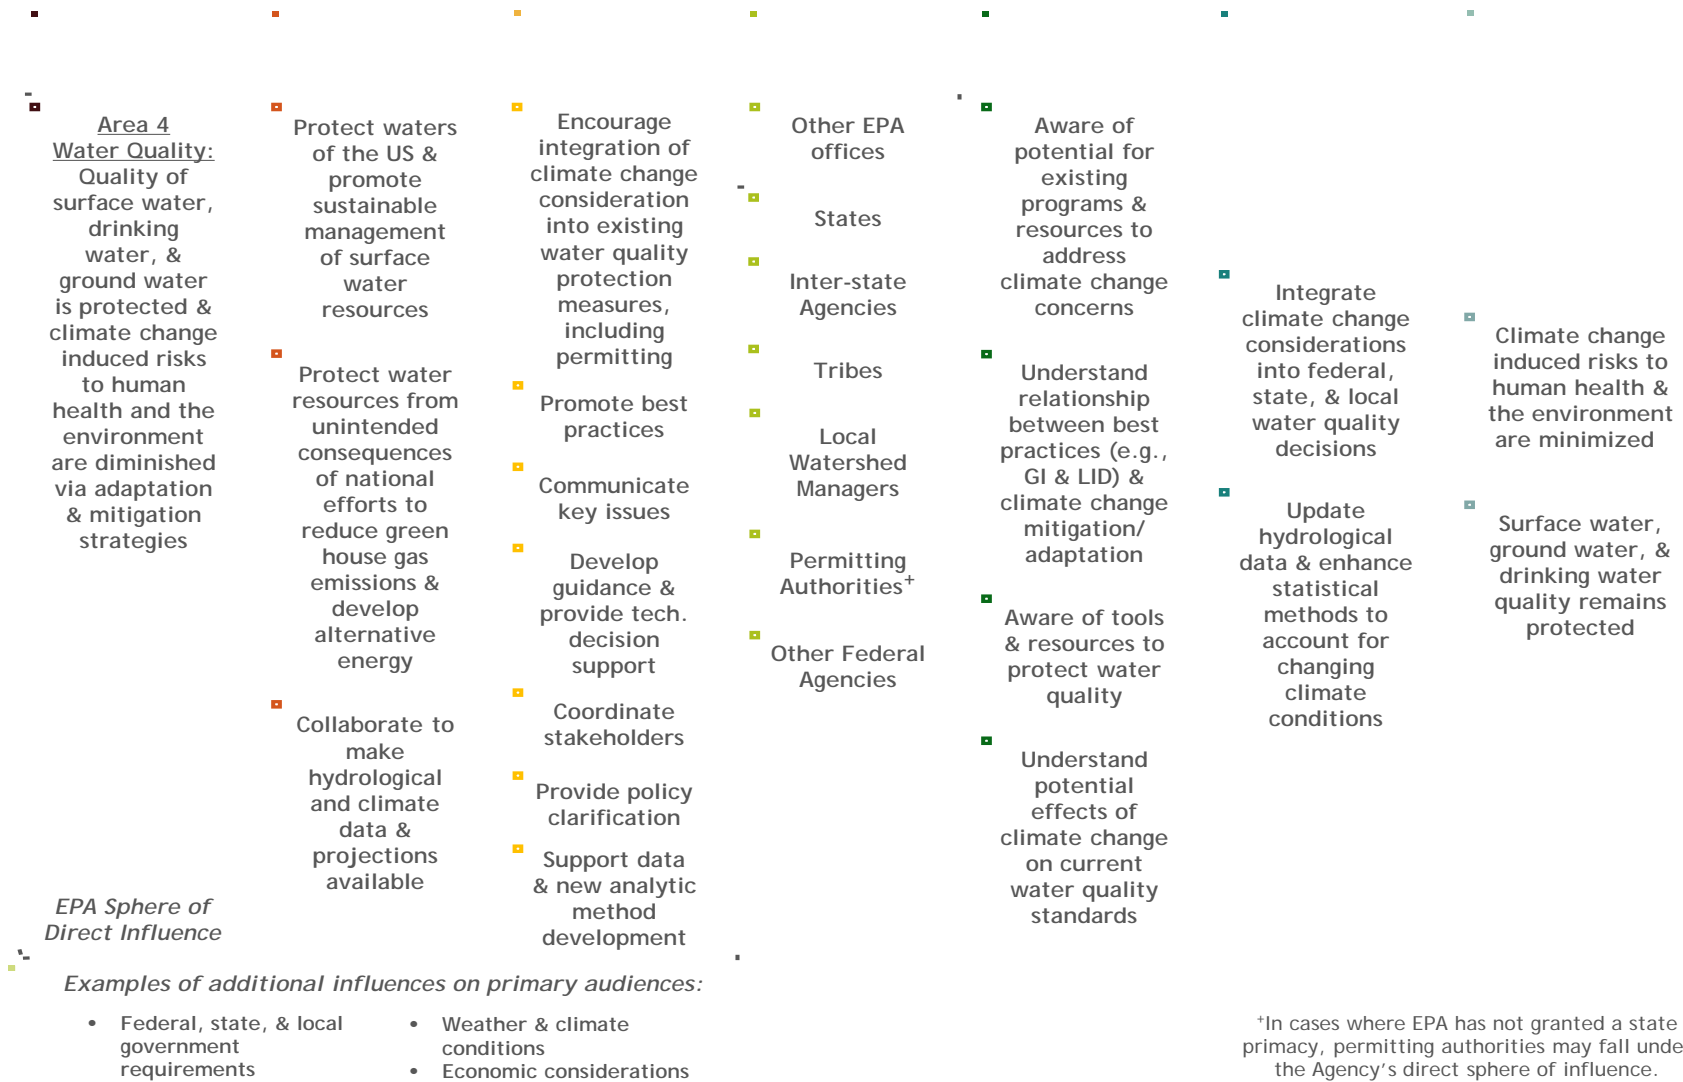 Area 4
Water Quality:
Quality of
surface water,
drinking
water, &
ground water
is protected &
climate change
induced risks
to human
health and the
environment
are diminished
via adaptation
& mitigation
strategies
EPA Sphere of
Direct Influence
Protect waters
of the US &
promote
sustainable
management
of surface
water
resources
Protect water
resources from
unintended
consequences
of national
efforts to
reduce green
house gas
emissions &
develop
alternative
energy
Collaborate to
make
hydrological
and climate
data &
projections
available
Encourage
integration of
climate change
consideration
into existing
water quality
protection
measures,
including
permitting
Promote best
practices
Communicate
key issues
Develop
guidance &
provide tech.
decision
support
Coordinate
stakeholders
Provide policy
clarification
Support data
& new analytic
method
development
Other EPA
offices
States
Inter-state
Agencies
Tribes
Local
Watershed
Managers
Permitting
Authorities+
Other Federal
Agencies
Aware of
potential for
existing
programs &
resources to
address
climate change
concerns
Understand
relationship
between best
practices (e.g.,
GI & LID) &
climate change
mitigation/
adaptation
Aware of tools
& resources to
protect water
quality
Understand
potential
effects of
climate change
on current
water quality
standards
Integrate
climate change
considerations
into federal,
state, & local
water quality
decisions
Update
hydrological
data & enhance
statistical
methods to
account for
changing
climate
conditions
Climate change
induced risks to
human health &
the environment
are minimized
Surface water,
ground water, &
drinking water
quality remains
protected
Examples of additional influences on primary audiences:
• Federal, state, & local
government
requirements
• Weather & climate
conditions
• Economic considerations
+In cases where EPA has not granted a state
primacy, permitting authorities may fall unde
the Agency's direct sphere of influence.